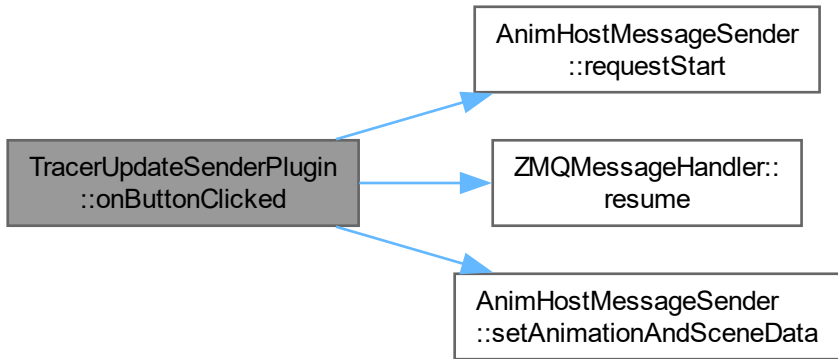 TracerUpdateSenderPlugin
::onButtonClicked
AnimHostMessageSender
::requestStart
ZMQMessageHandler::
resume
AnimHostMessageSender
::setAnimationAndSceneData